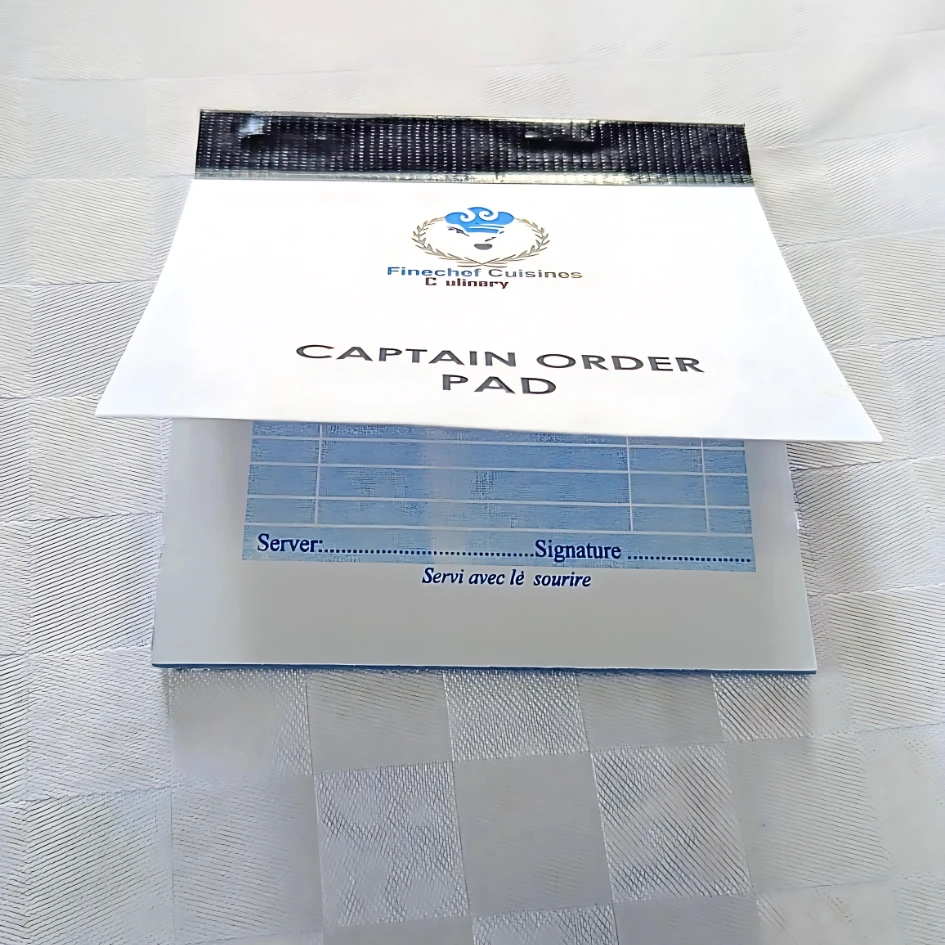 Finechef Cuisines
C ulinary
CAPTAIN ORDER
PAD
Server:..........................................Signature ........................
Servi avec lè sourire